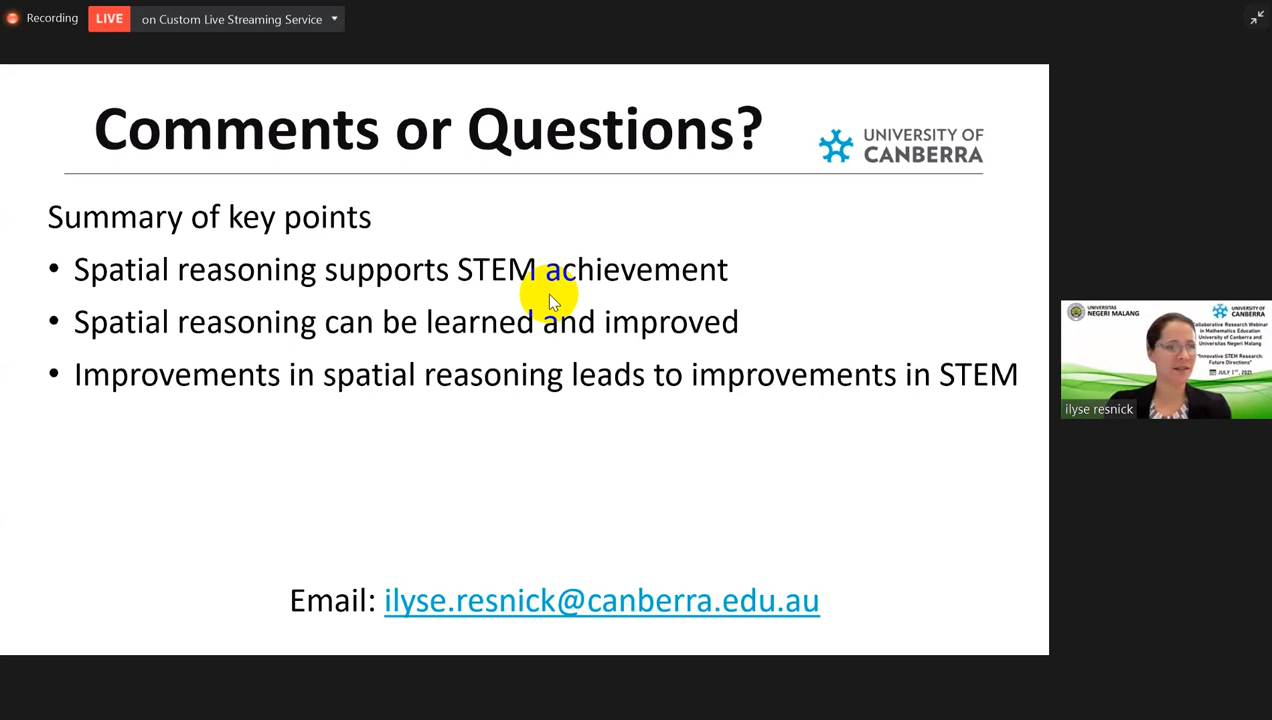 Recording
LIVE
on Custom Live Streaming Service
Comments or Questions?
UNIVERSITY OF
CANBERRA
Summary of key points
• Spatial reasoning supports STEM achievement
• Spatial reasoning can be learned and improved
• Improvements in spatial reasoning leads to improvements in STEM
Email: ilyse.resnick@canberra.edu.au
UNIVERSITAS
NEGERI MALANG
UNIVERSITY OF
CANBERRA
Collaborative Research Webinar
in Mathematics Education
University of Canberra and
Universitas Negeri Malang
"Innovative STEM Research:
Future Directions"
JULY 1ST, 2021
ilyse resnick